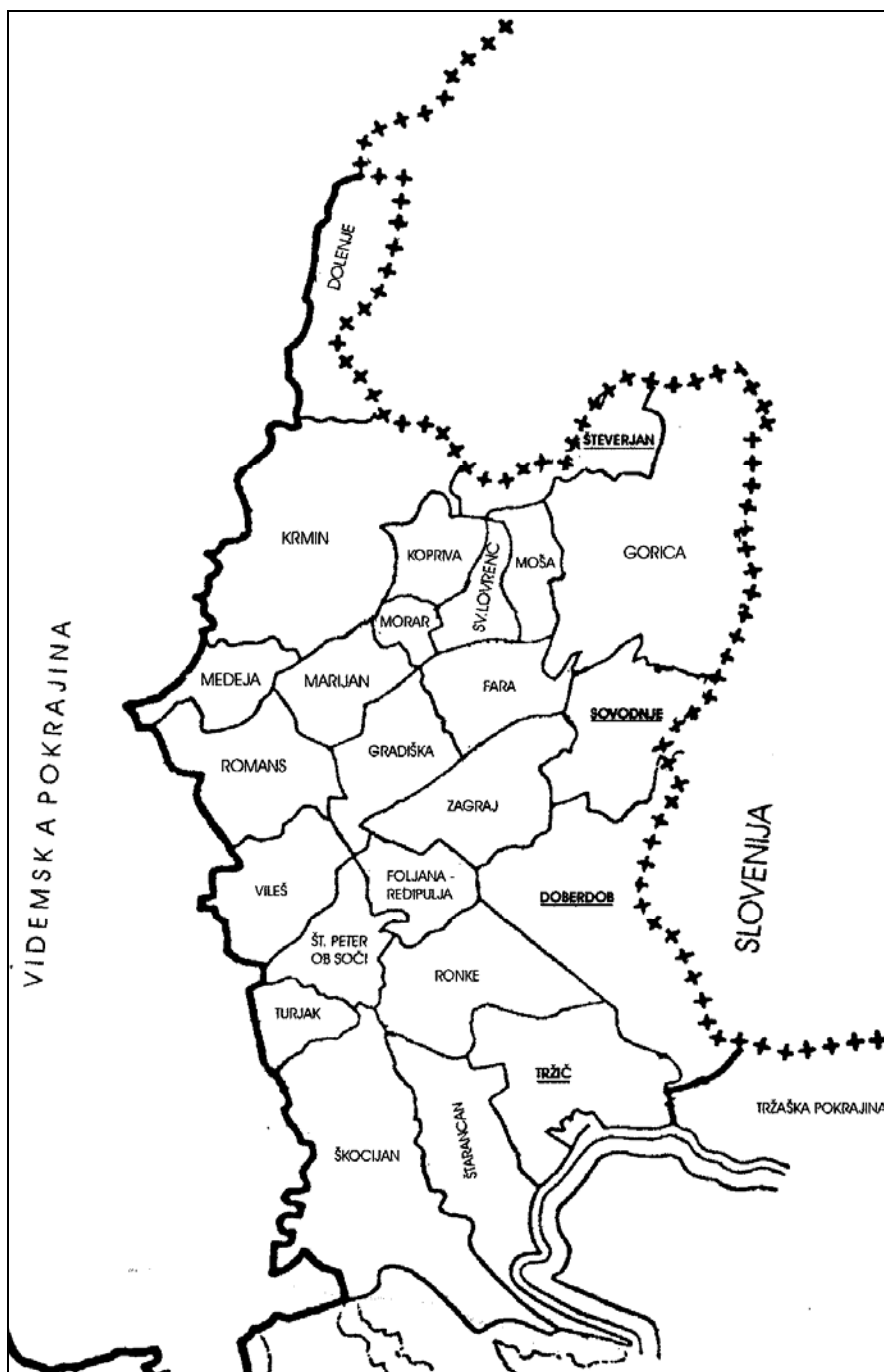 DOLENJE
ŠTEVERJAN
KRMIN
KOPRIVA
SV. LOVRENC
MOŠA
GORICA
MORAR
MEDEJA
MARIJAN
FARA
SOVODNJE
ROMANS
GRADIŠKA
ZAGRAJ
VIDEMSKA POKRAJINA
SLOVENIJA
VILEŠ
FOLJANA -
REDIPULJA
DOBERDOB
ŠT. PETER
OB SOČI
RONKE
TURJAK
TRŽIČ
TRŽAŠKA POKRAJINA
ŠKOCIJAN
ŠTARANCAN